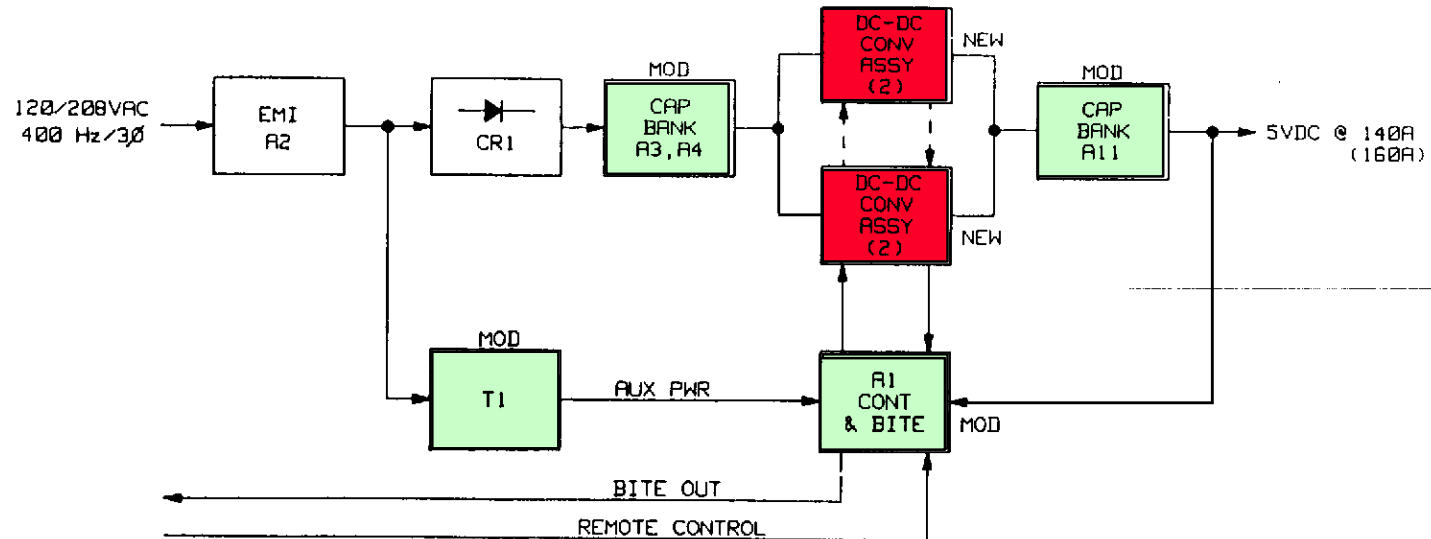 120/208VAC
400 Hz/3Ø
EMI
A2
CR1
MOD
CAP
BANK
A3,A4
DC-DC
CONV
ASSY
(2)
NEW
DC-DC
CONV
ASSY
(2)
NEW
MOD
CAP
BANK
A11
5VDC @ 140A
(160A)
MOD
T1
AUX PWR
A1
CONT
& BITE
MOD
BITE OUT
REMOTE CONTROL